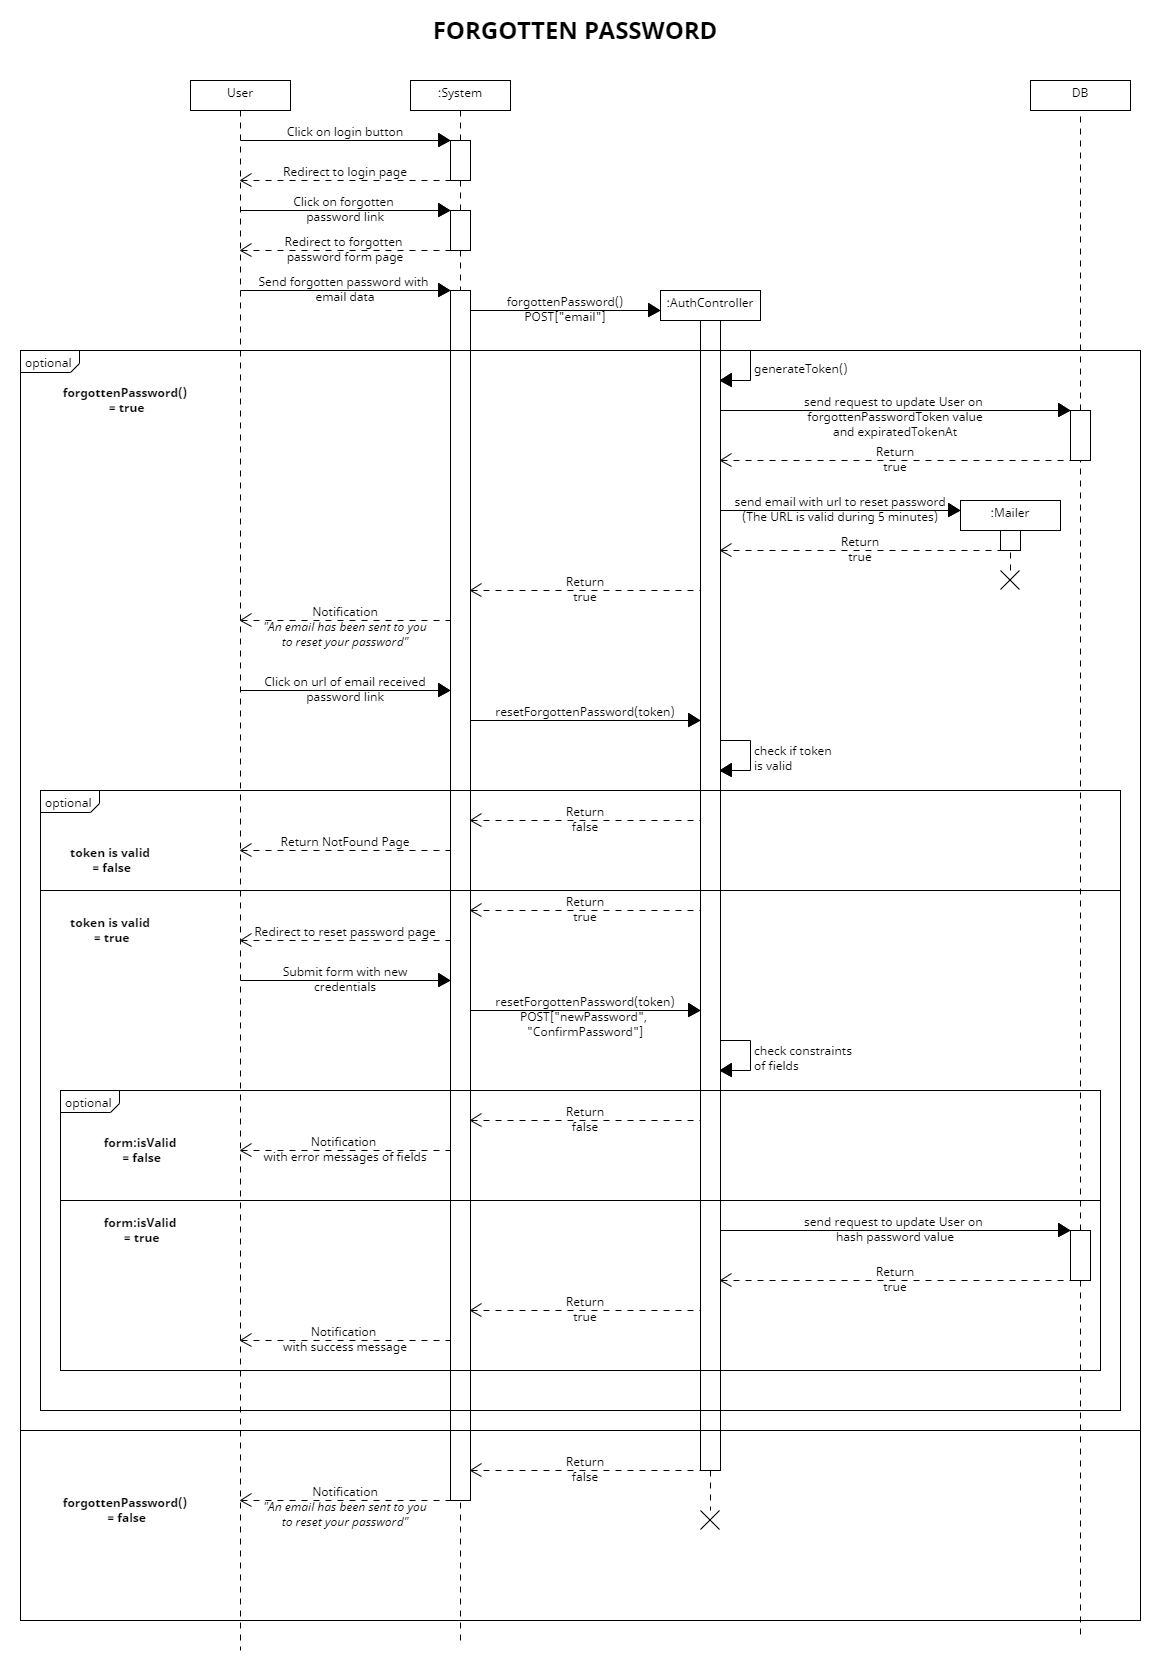 FORGOTTEN PASSWORD
User
:System
DB
Click on login button
Redirect to login page
Click on forgotten
password link
Redirect to forgotten
password form page
Send forgotten password with
email data
forgottenPassword()
POST["email"]
:AuthController
optional
forgottenPassword()
= true
generateToken()
send request to update User on
forgottenPasswordToken value
and expiratedTokenAt
Return
true
send email with url to reset password
(The URL is valid during 5 minutes)
:Mailer
Return
true
Return
true
Notification
"An email has been sent to you
to reset your password"
Click on url of email received
password link
resetForgottenPassword(token)
check if token
is valid
optional
Return
false
Return NotFound Page
token is valid
= false
Return
true
token is valid
= true
Redirect to reset password page
Submit form with new
credentials
resetForgottenPassword(token)
POST["newPassword",
"ConfirmPassword"]
check constraints
of fields
optional
Return
false
form:isValid
= false
Notification
with error messages of fields
form:isValid
= true
send request to update User on
hash password value
Return
true
Return
true
Notification
with success message
Return
false
forgottenPassword()
= false
Notification
"An email has been sent to you
to reset your password"